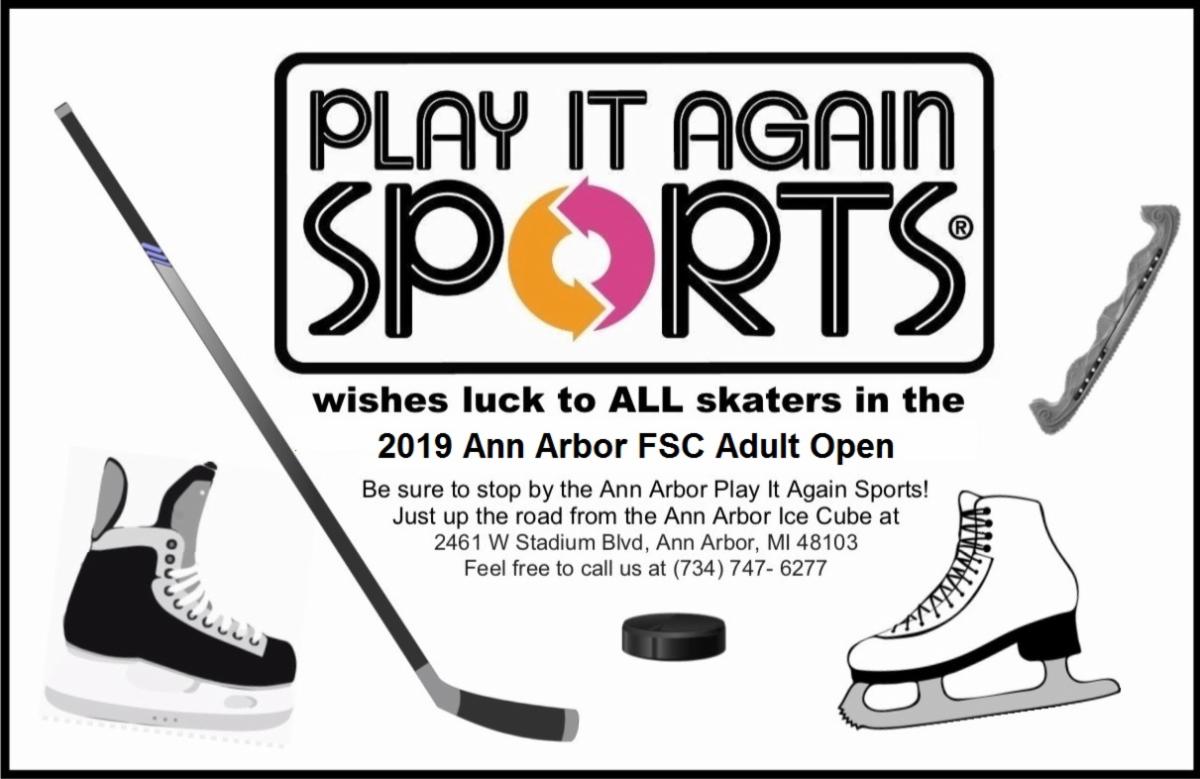 PLAY IT AGAIN
SPORTS®
wishes luck to ALL skaters in the
2019 Ann Arbor FSC Adult Open
Be sure to stop by the Ann Arbor Play It Again Sports!
Just up the road from the Ann Arbor Ice Cube at
2461 W Stadium Blvd, Ann Arbor, MI 48103
Feel free to call us at (734) 747- 6277